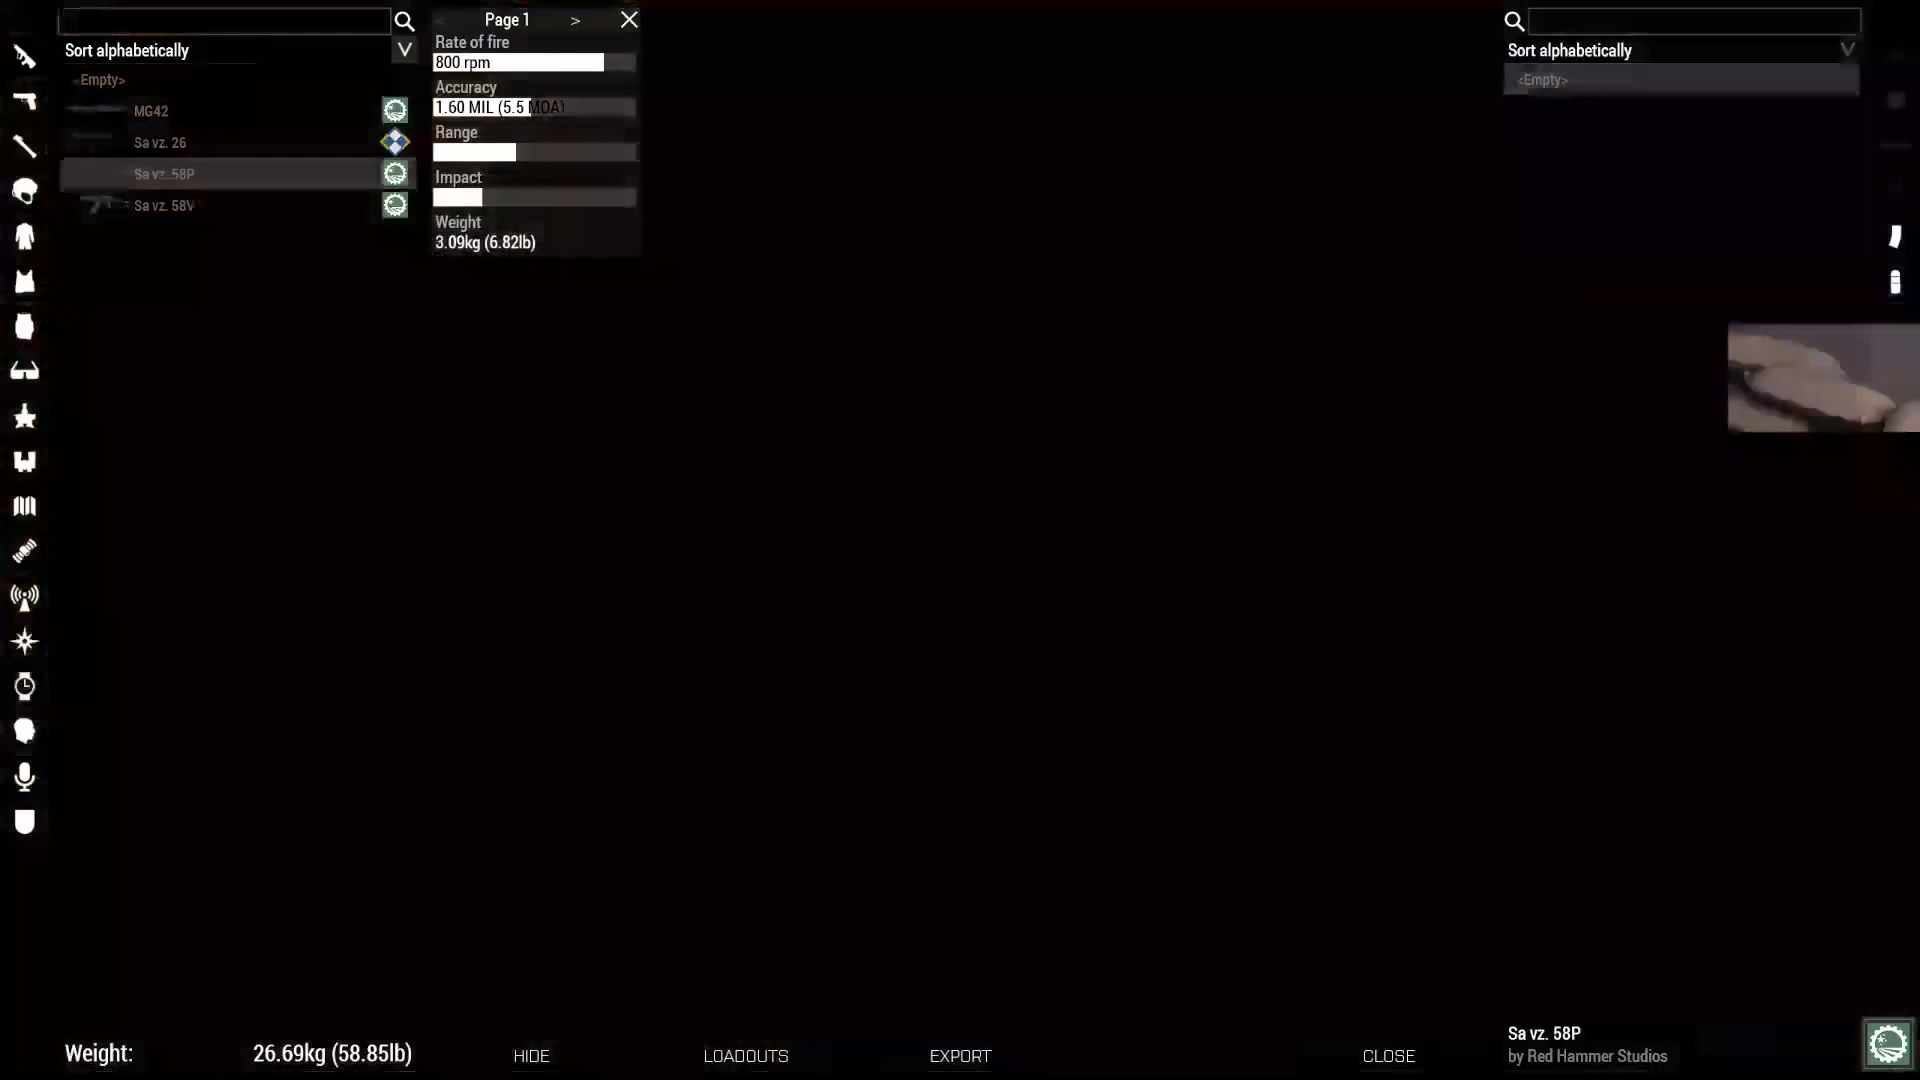 Sort alphabetically
V
<Empty>
MG42
Sa vz. 26
Sa vz. 58P
Sa vz. 58V
< Page 1 >
Rate of fire
800 rpm
Accuracy
1.60 MIL (5.5 MOA)
Range
Impact
Weight
3.09kg (6.82lb)
Sort alphabetically
V
<Empty>
Weight: 26.69kg (58.85lb)
HIDE
LOADOUTS
EXPORT
CLOSE
Sa vz. 58P
by Red Hammer Studios